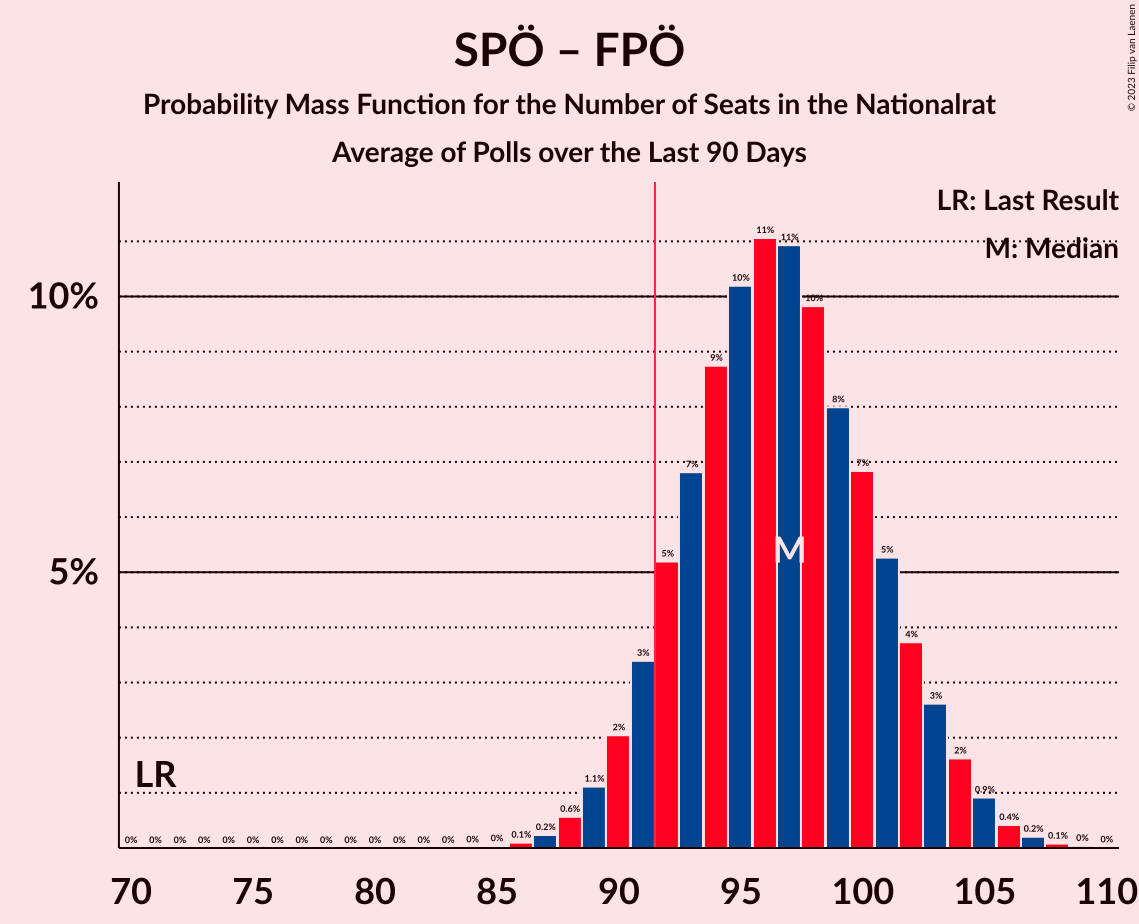 SPÖ – FPÖ
Probability Mass Function for the Number of Seats in the Nationalrat
Average of Polls over the Last 90 Days
© 2023 Filip van Laenen
LR: Last Result
M: Median
10%
5%
LR
M
0% 0% 0% 0% 0% 0% 0% 0% 0% 0% 0% 0% 0% 0% 0% 0% 0.1% 0.2% 0.6% 1.1% 2% 3% 5% 7% 9% 10% 11% 11% 10% 8% 7% 5% 4% 3% 2% 0.9% 0.4% 0.2% 0.1% 0% 0%
70 75 80 85 90 95 100 105 110